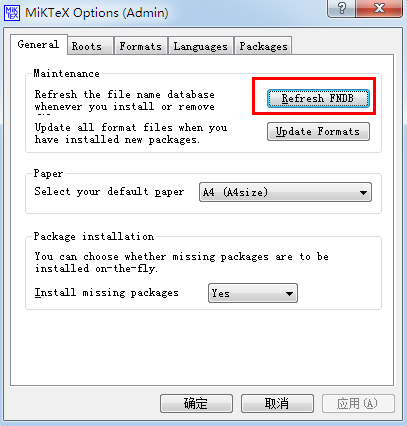 MiKTeX Options (Admin)
General Roots Formats Languages Packages
Maintenance
Refresh the file name database
whenever you install or remove
Refresh FNDB
Update all format files when you
have installed new packages.
Update Formats
Paper
Select your default paper
A4 (A4size)
Package installation
You can choose whether missing packages are to be
installed on-the-fly.
Install missing packages
Yes
确定 取消 应用(A)